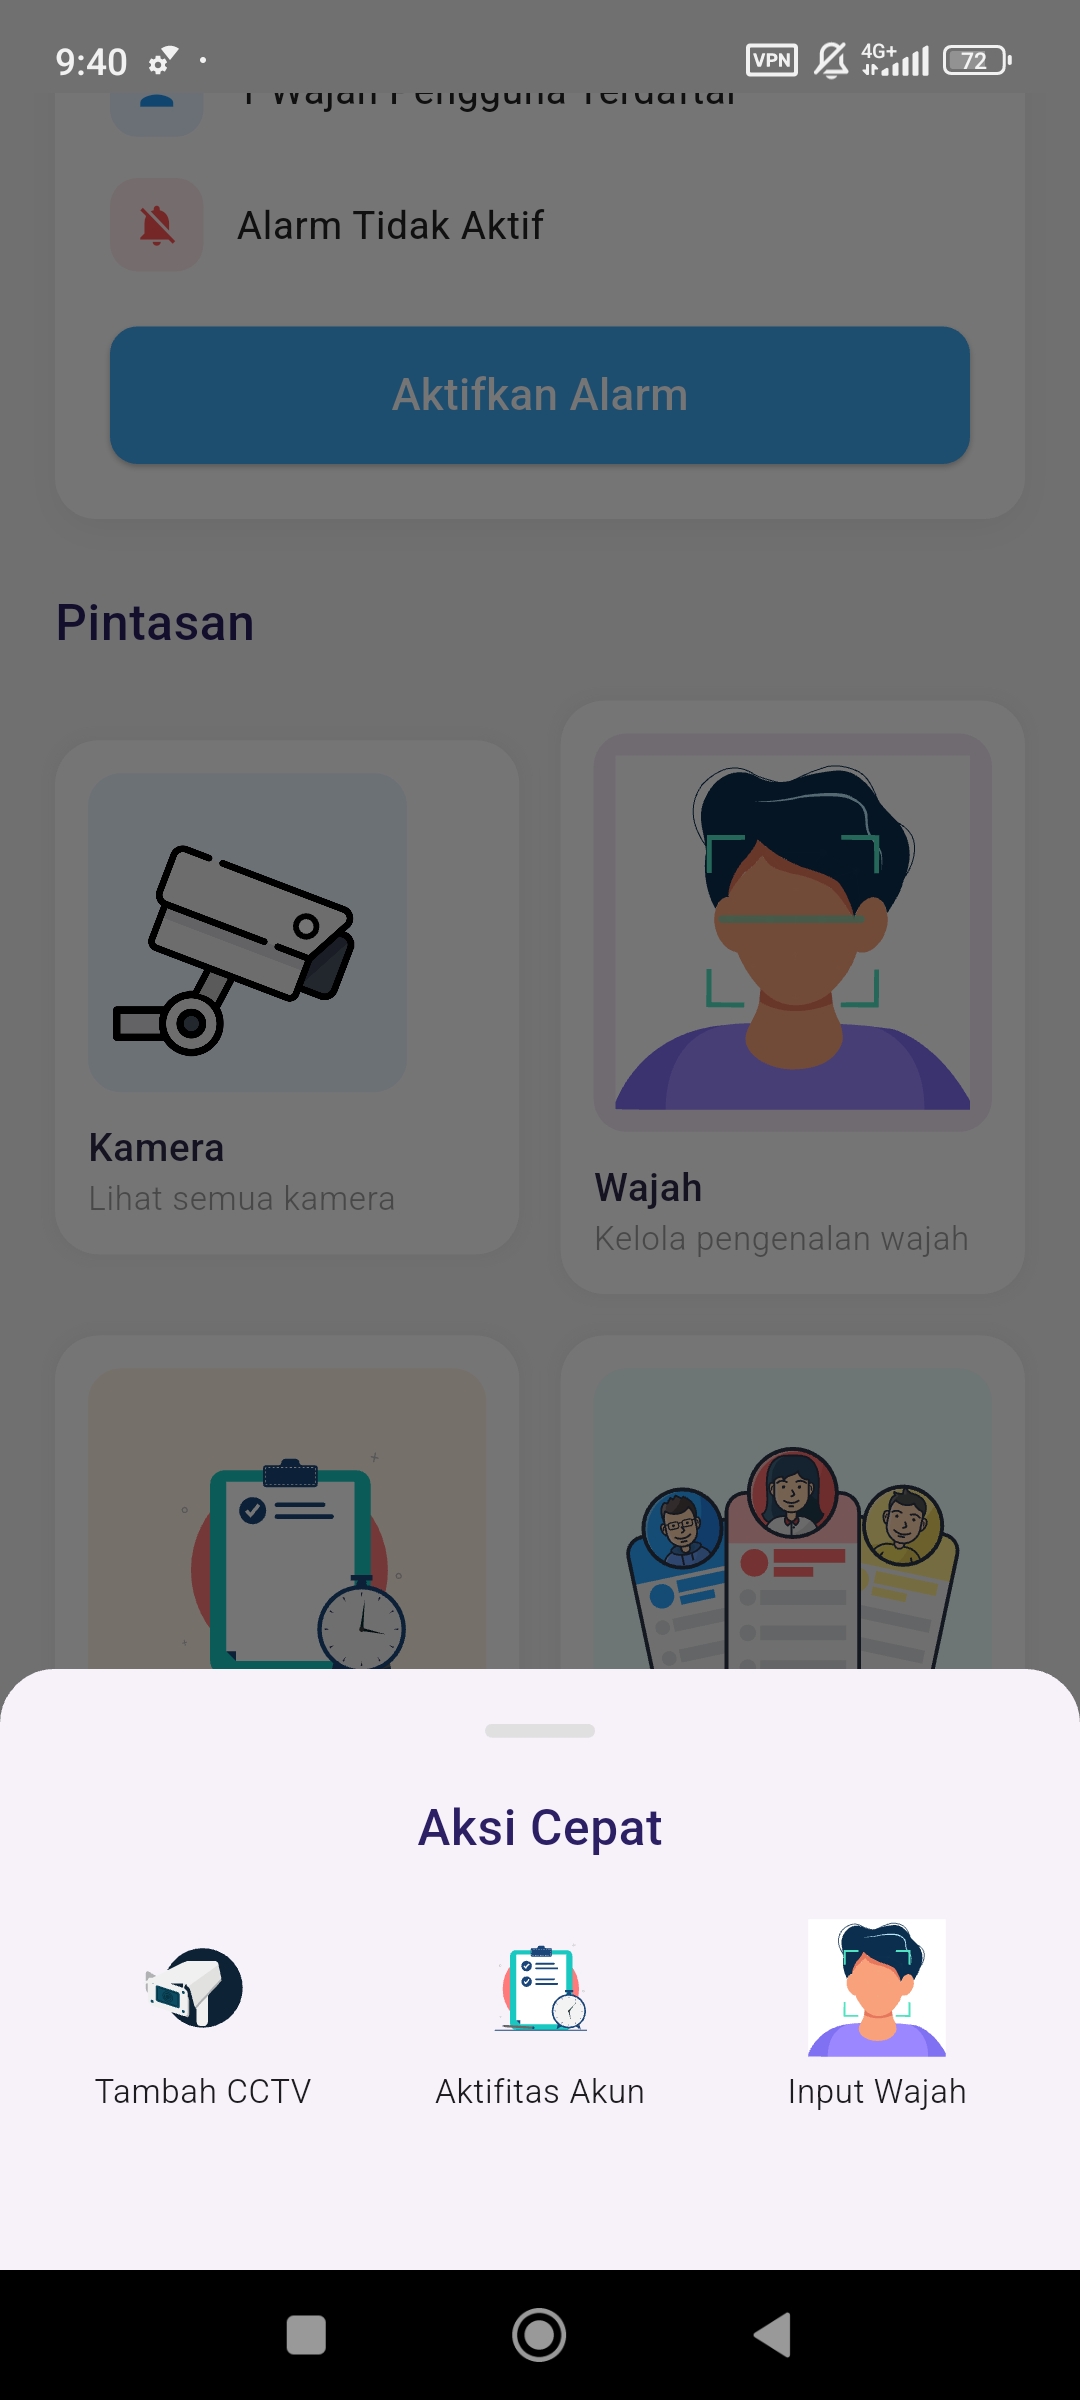 9:40
VPN
4G+
72
1 Wajah Pengguna Terdaftar
Alarm Tidak Aktif
Aktifkan Alarm
Pintasan
Kamera
Lihat semua kamera
Wajah
Kelola pengenalan wajah
Aksi Cepat
Tambah CCTV
Aktifitas Akun
Input Wajah